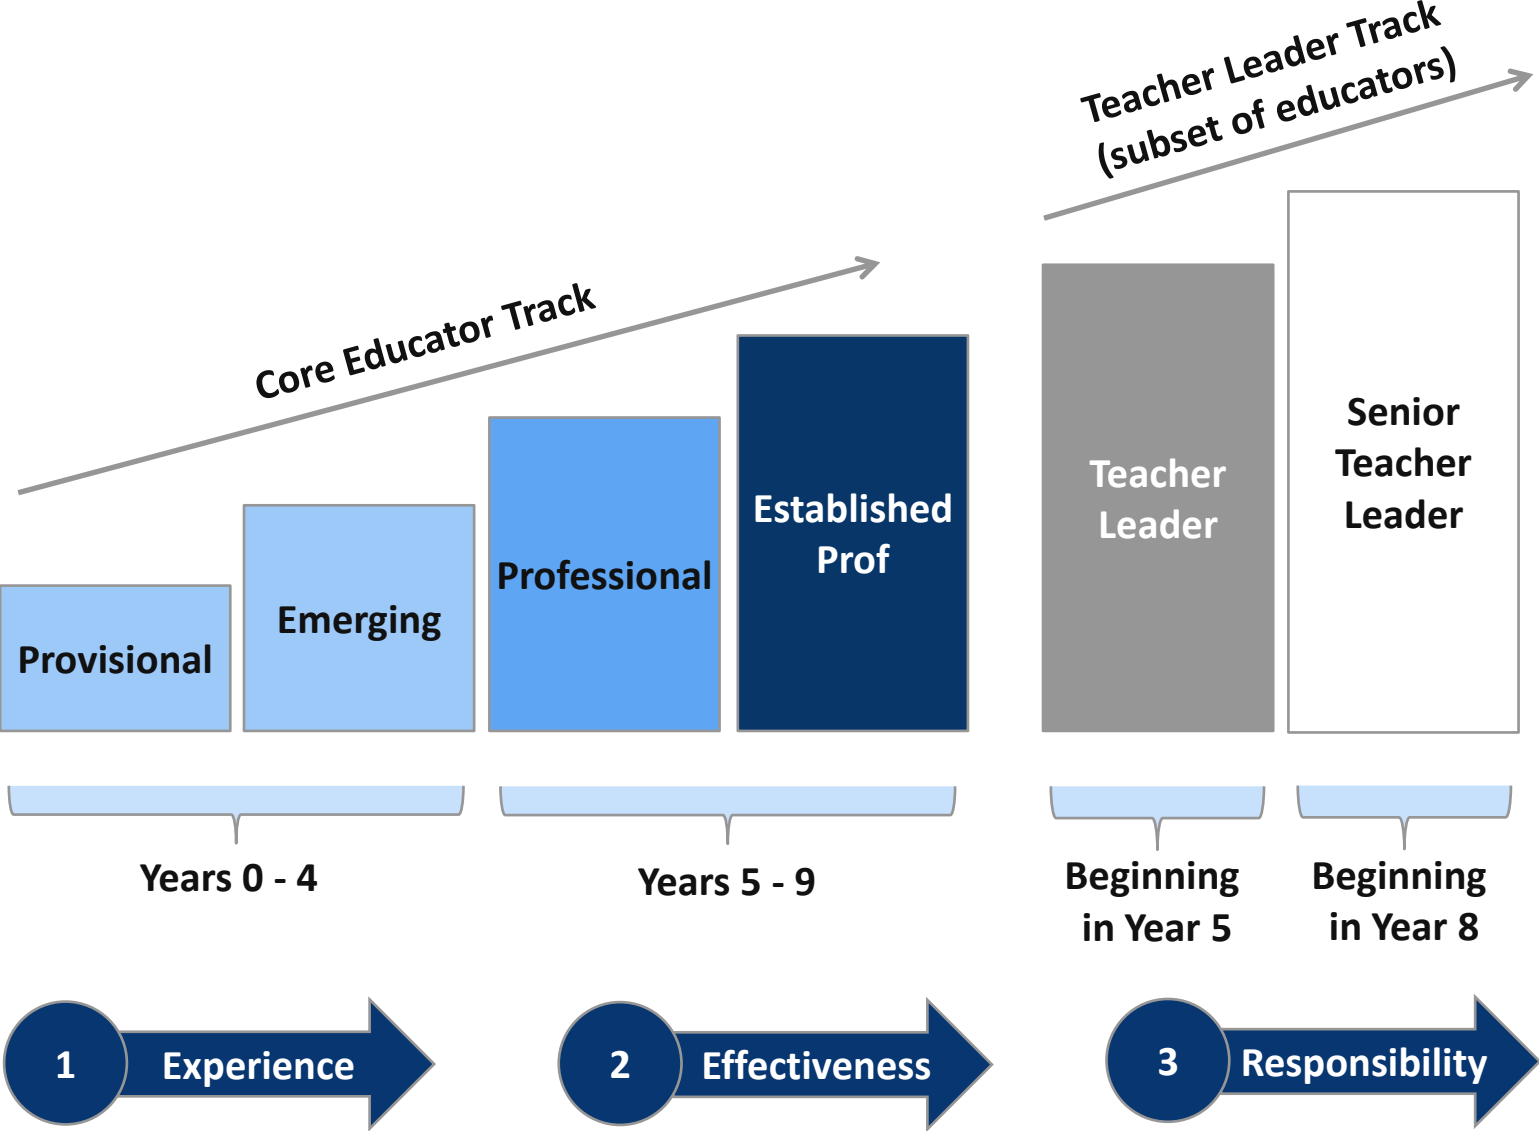 Teacher Leader Track
(subset of educators)
Core Educator Track
Provisional
Emerging
Professional
Established
Prof
Teacher
Leader
Senior
Teacher
Leader
Years 0 - 4
Years 5 - 9
Beginning
in Year 5
Beginning
in Year 8
1 Experience
2 Effectiveness
3 Responsibility